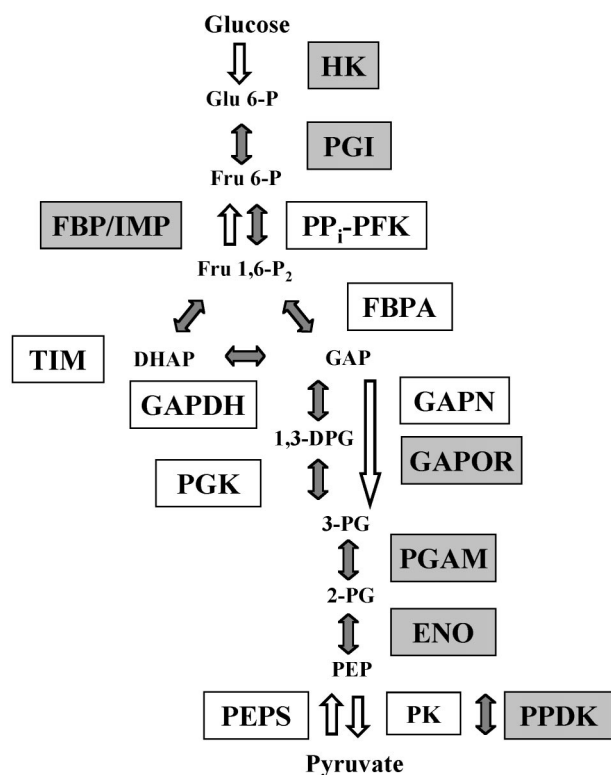 Glucose
HK
Glu 6-P
PGI
Fru 6-P
FBP/IMP
PPi-PFK
Fru 1,6-P2
FBPA
TIM
DHAP
GAP
GAPDH
GAPN
1,3-DPG
GAPOR
PGK
3-PG
PGAM
2-PG
ENO
PEP
PEPS
PK
PPDK
Pyruvate